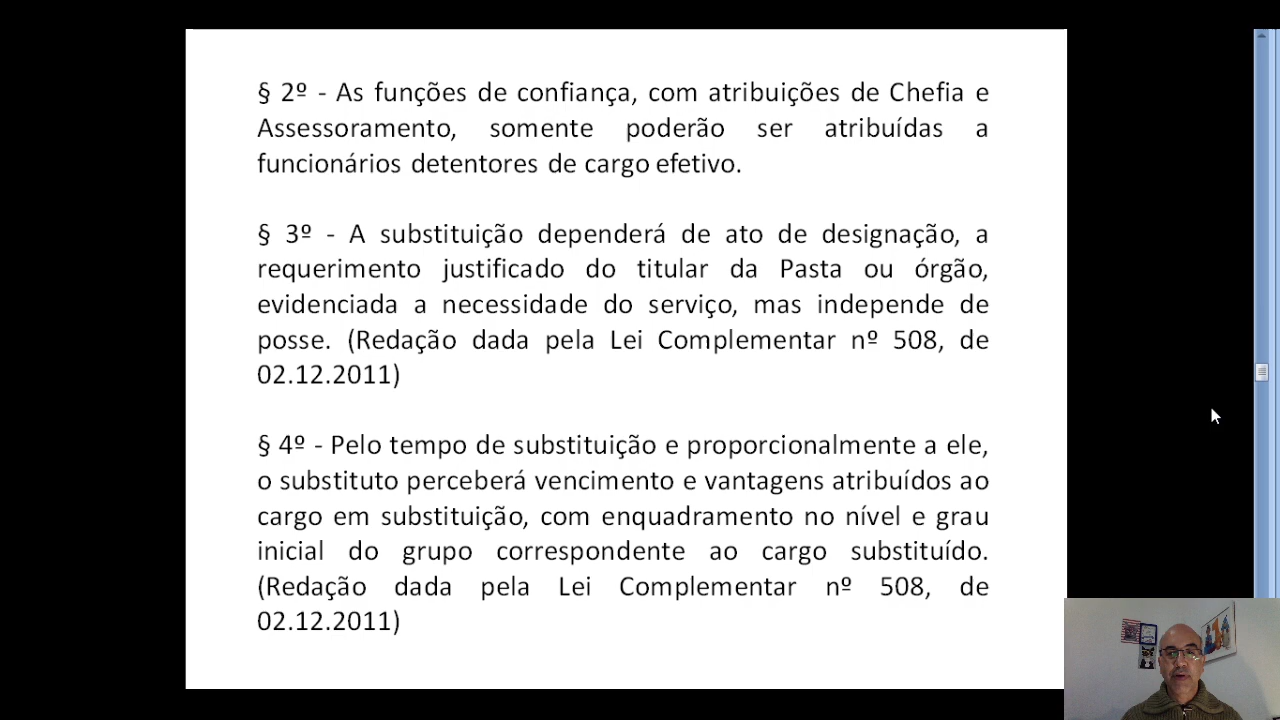 § 2º - As funções de confiança, com atribuições de Chefia e
Assessoramento, somente poderão ser atribuídas a
funcionários detentores de cargo efetivo.
§ 3º - A substituição dependerá de ato de designação, a
requerimento justificado do titular da Pasta ou órgão,
evidenciada a necessidade do serviço, mas independe de
posse. (Redação dada pela Lei Complementar nº 508, de
02.12.2011)
§ 4º - Pelo tempo de substituição e proporcionalmente a ele,
o substituto perceberá vencimento e vantagens atribuídos ao
cargo em substituição, com enquadramento no nível e grau
inicial do grupo correspondente ao cargo substituído.
(Redação dada pela Lei Complementar nº 508, de
02.12.2011)